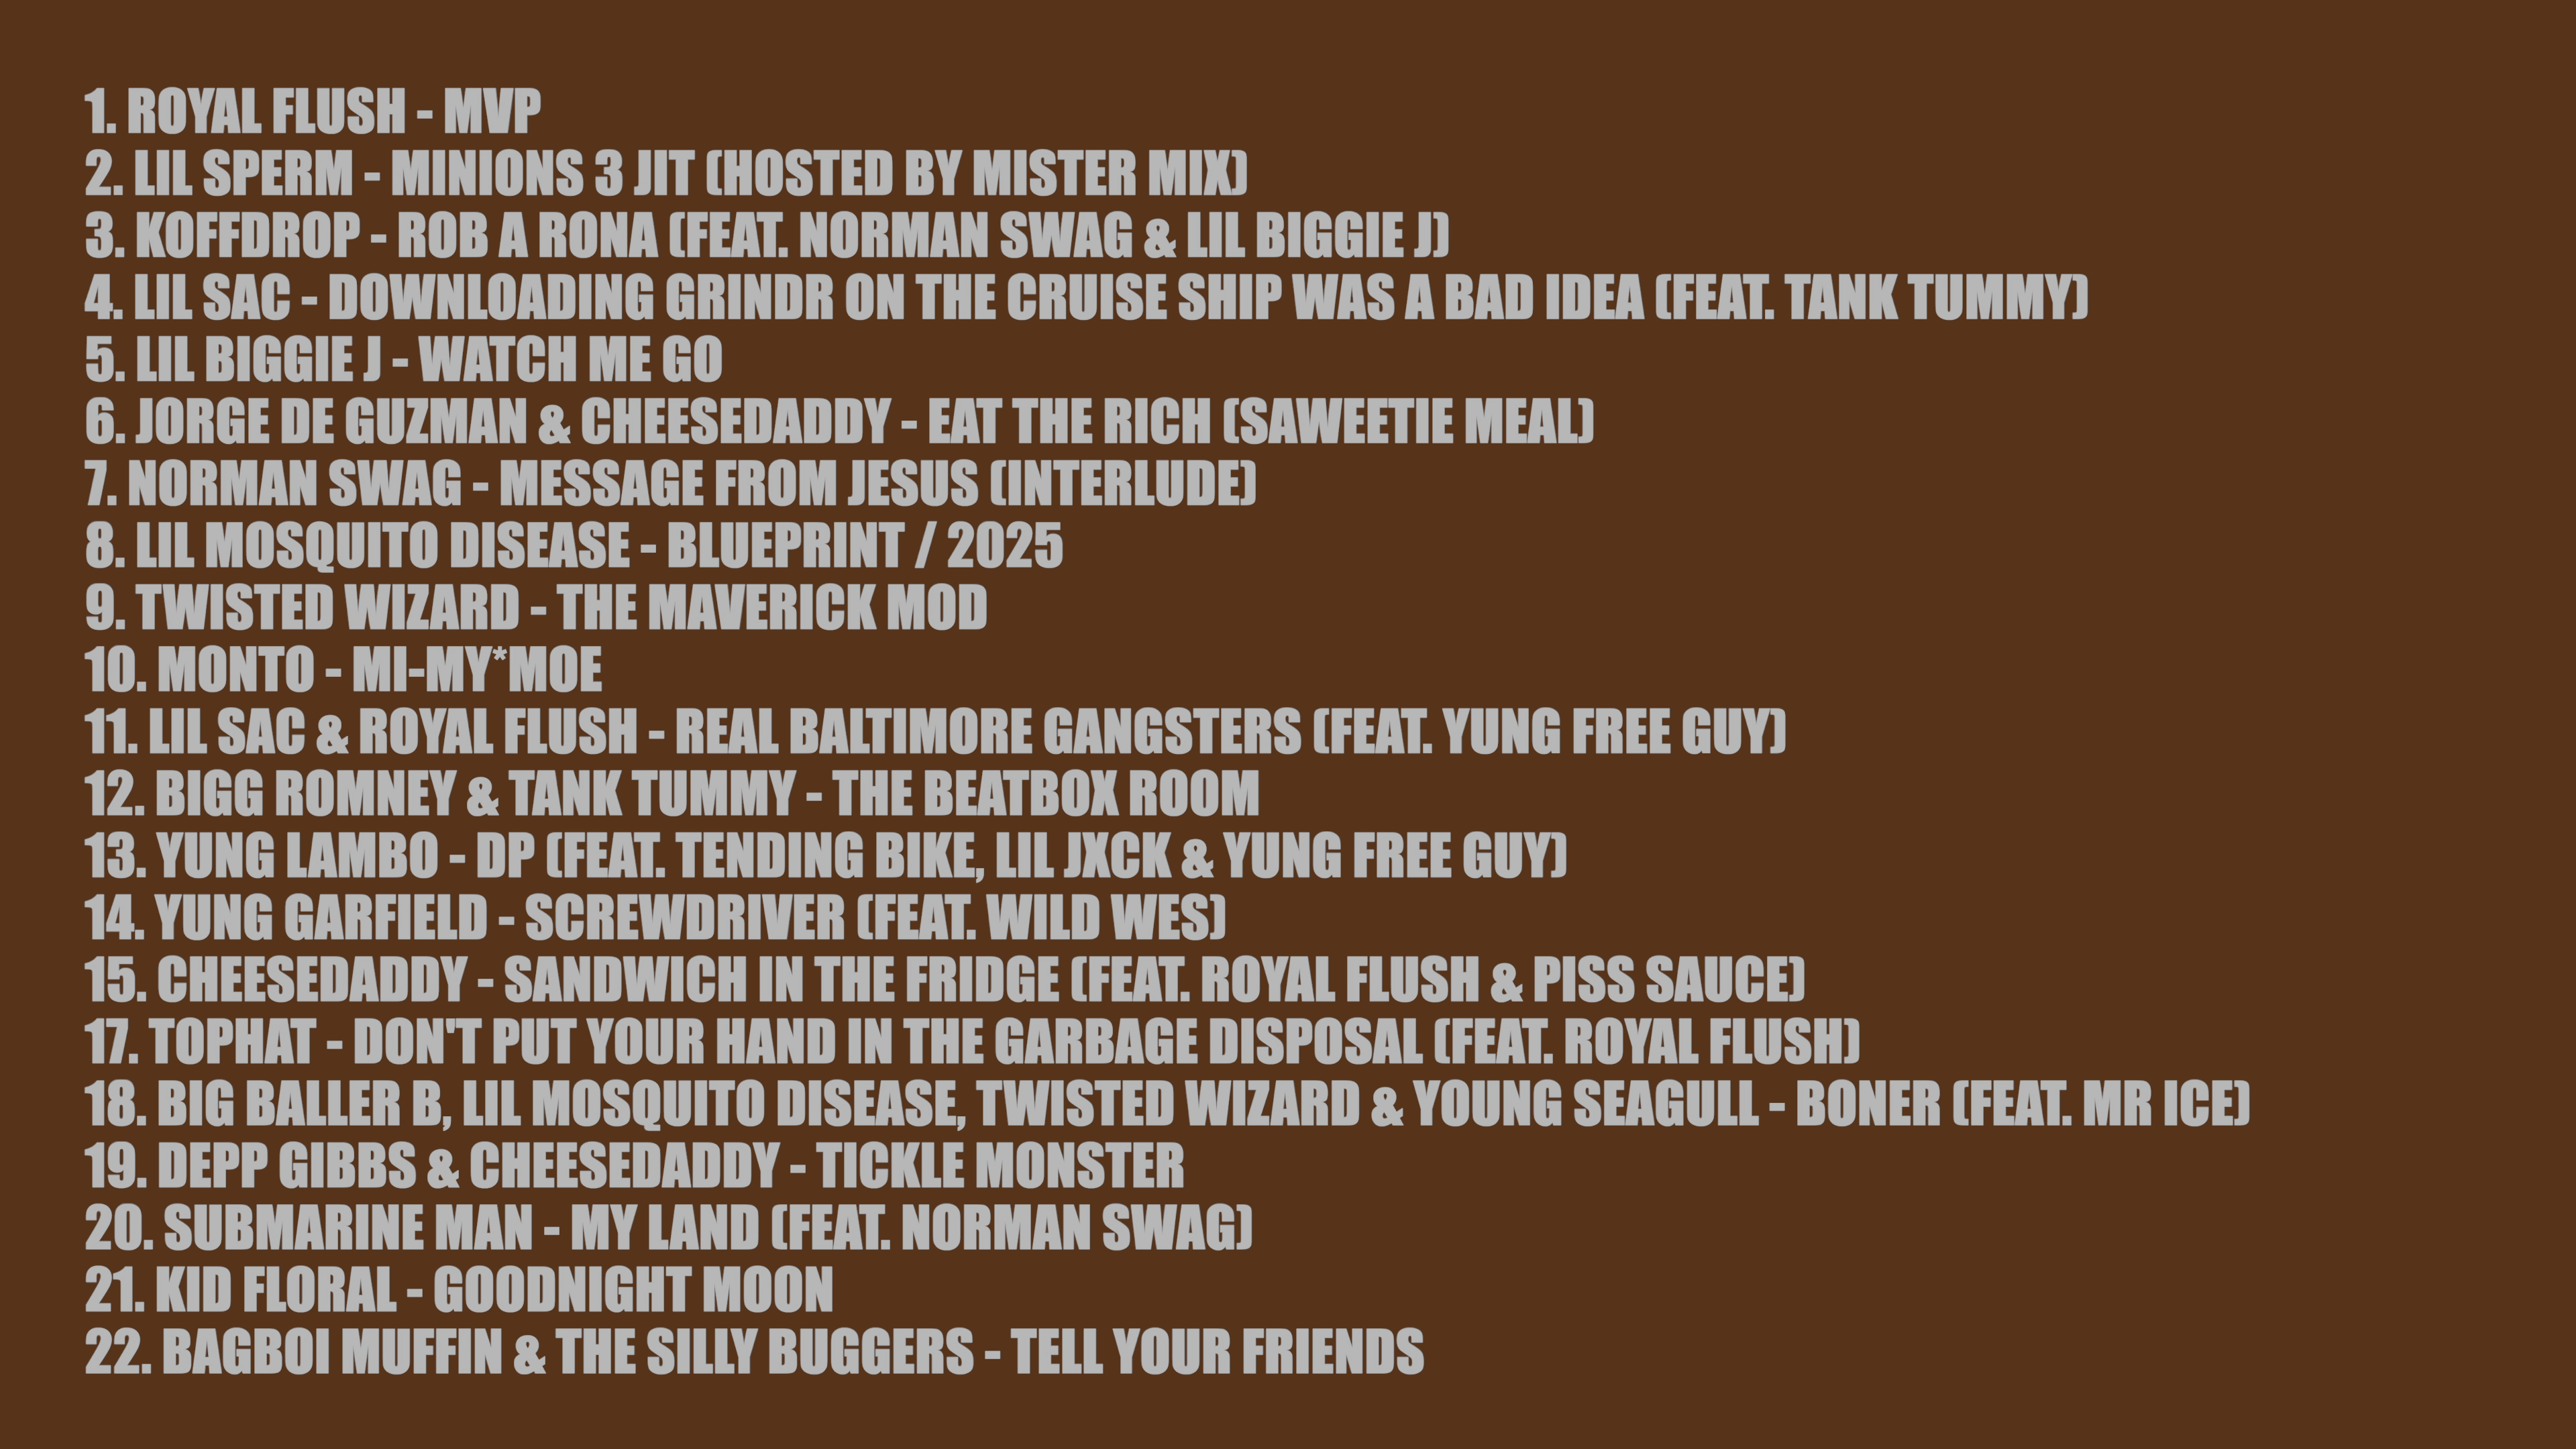 1. ROYAL FLUSH - MVP
2. LIL SPERM - MINIONS 3 JIT (HOSTED BY MISTER MIX)
3. KOFFDROP - ROB A RONA (FEAT. NORMAN SWAG & LIL BIGGIE J)
4. LIL SAC - DOWNLOADING GRINDR ON THE CRUISE SHIP WAS A BAD IDEA (FEAT. TANK TUMMY)
5. LIL BIGGIE J - WATCH ME GO
6. JORGE DE GUZMAN & CHEESEDADDY - EAT THE RICH (SAWEETIE MEAL)
7. NORMAN SWAG - MESSAGE FROM JESUS (INTERLUDE)
8. LIL MOSQUITO DISEASE - BLUEPRINT / 2025
9. TWISTED WIZARD - THE MAVERICK MOD
10. MONTO - MI-MY*MOE
11. LIL SAC & ROYAL FLUSH - REAL BALTIMORE GANGSTERS (FEAT. YUNG FREE GUY)
12. BIGG ROMNEY & TANK TUMMY - THE BEATBOX ROOM
13. YUNG LAMBO - DP (FEAT. TENDING BIKE, LIL JXCK & YUNG FREE GUY)
14. YUNG GARFIELD - SCREWDRIVER (FEAT. WILD WES)
15. CHEESEDADDY - SANDWICH IN THE FRIDGE (FEAT. ROYAL FLUSH & PISS SAUCE)
17. TOPHAT - DON'T PUT YOUR HAND IN THE GARBAGE DISPOSAL (FEAT. ROYAL FLUSH)
18. BIG BALLER B, LIL MOSQUITO DISEASE, TWISTED WIZARD & YOUNG SEAGULL - BONER (FEAT. MR ICE)
19. DEPP GIBBS & CHEESEDADDY - TICKLE MONSTER
20. SUBMARINE MAN - MY LAND (FEAT. NORMAN SWAG)
21. KID FLORAL - GOODNIGHT MOON
22. BAGBOI MUFFIN & THE SILLY BUGGERS - TELL YOUR FRIENDS